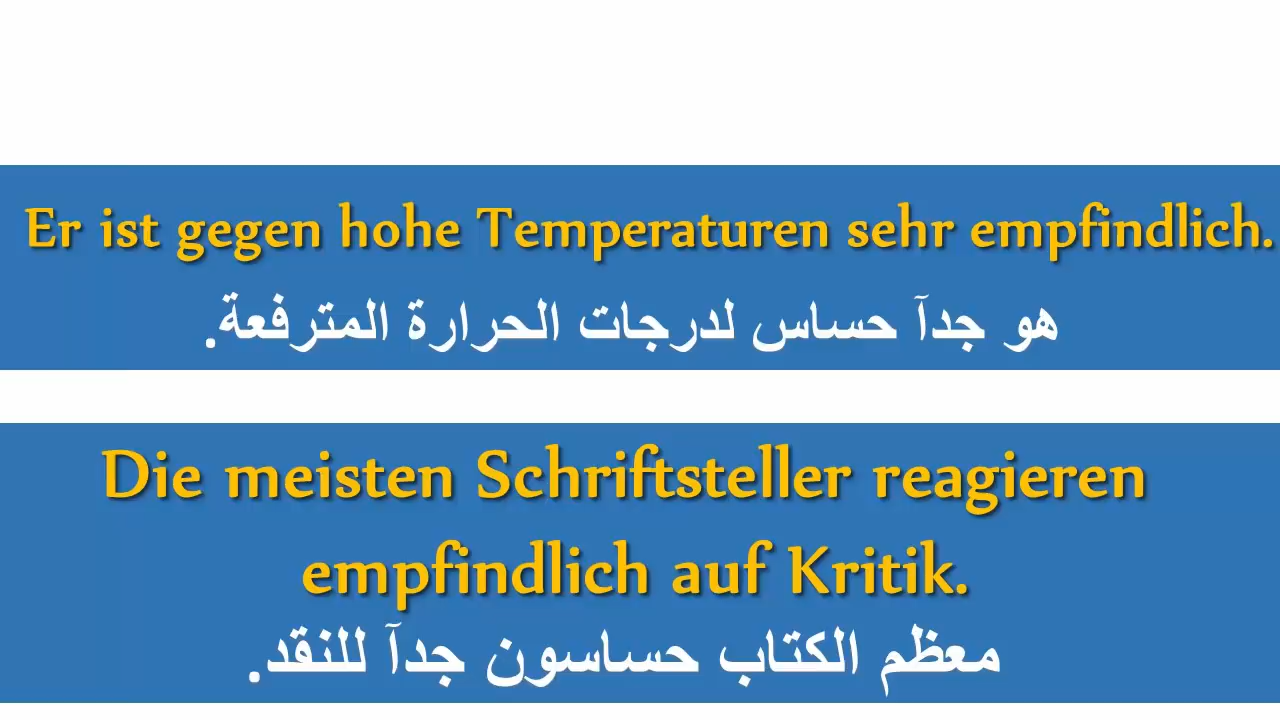 Er ist gegen hohe Temperaturen sehr empfindlich.
هو جدآ حساس لدرجات الحرارة المترفعة.
Die meisten Schriftsteller reagieren
empfindlich auf Kritik.
معظم الكتاب حساسون جدآ للنقد.